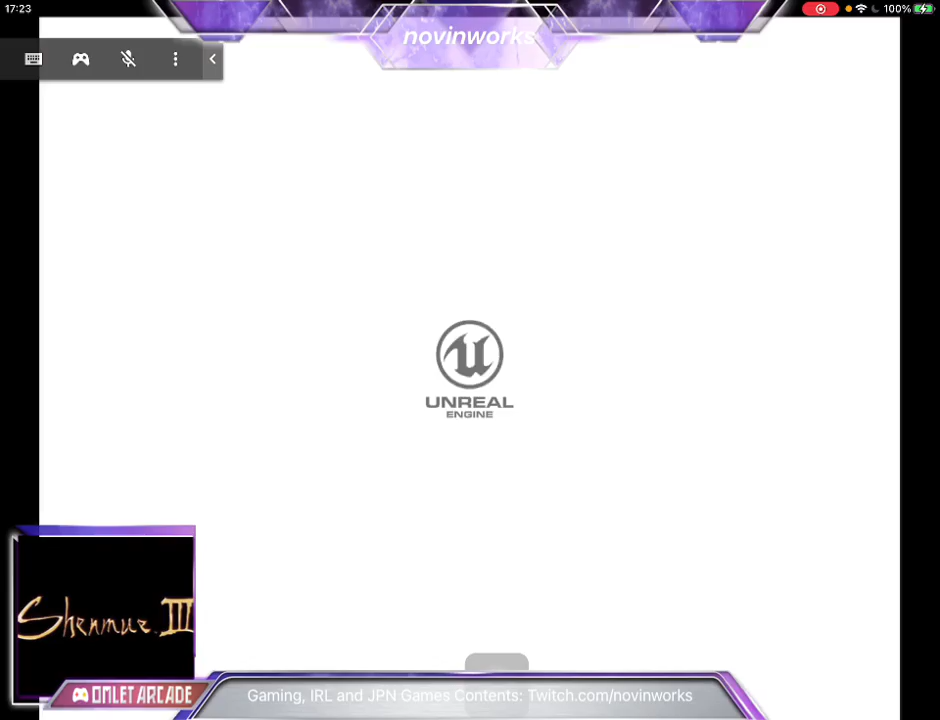 17:23
100%
novinworks
UNREAL
ENGINE
Shenmue III
OMLET ARCADE
Gaming, IRL and JPN Games Contents: Twitch.com/novinworks